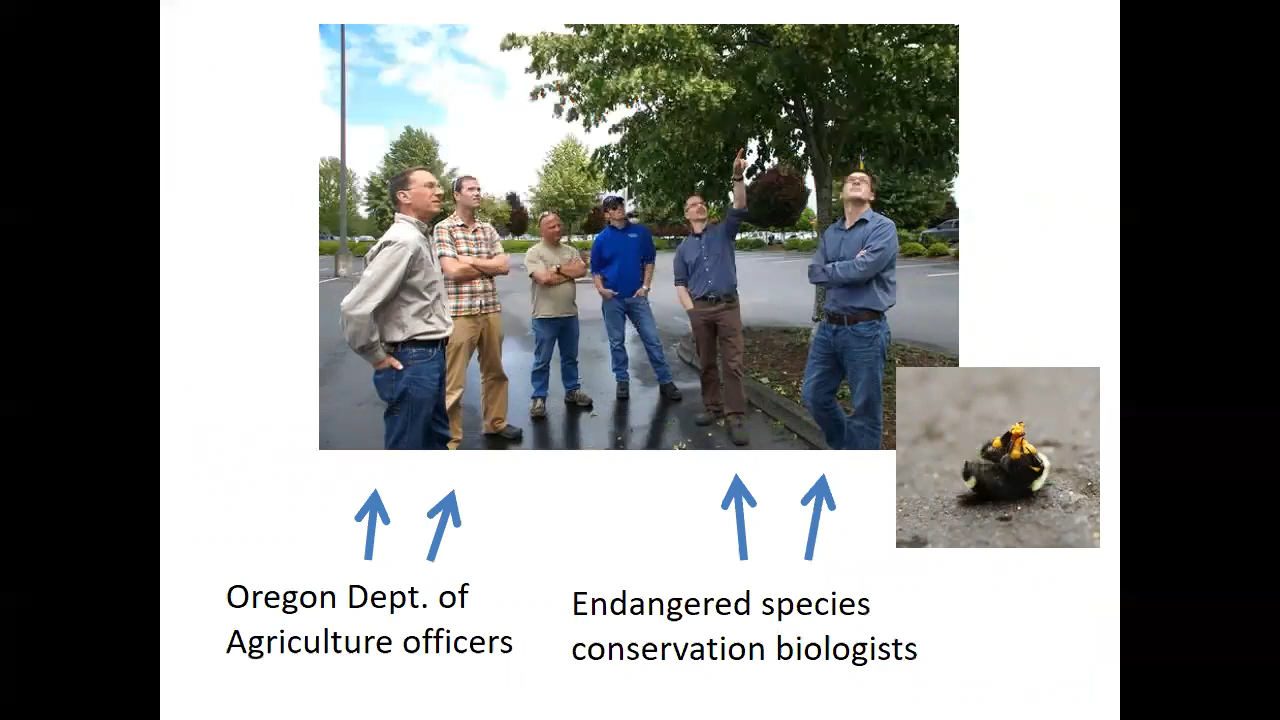 Oregon Dept. of
Agriculture officers
Endangered species
conservation biologists